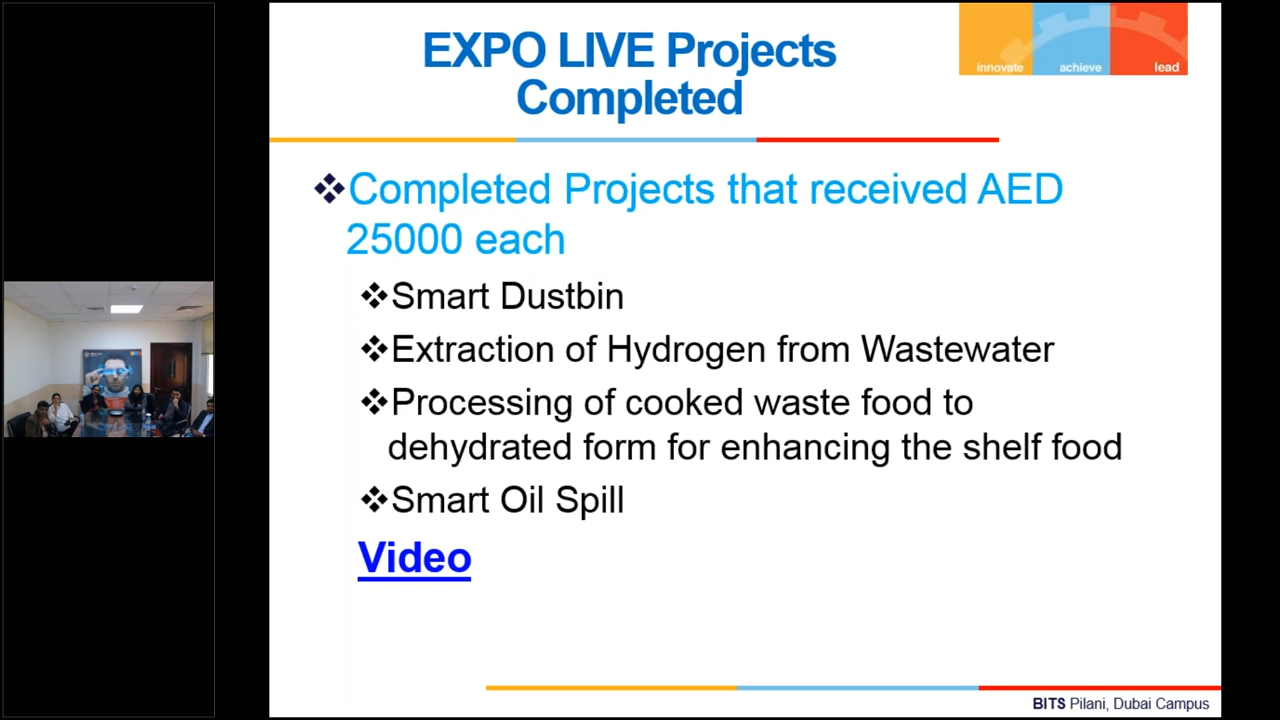 EXPO LIVE Projects
Completed
innovate achieve lead
❖Completed Projects that received AED
25000 each
❖Smart Dustbin
❖Extraction of Hydrogen from Wastewater
❖Processing of cooked waste food to
dehydrated form for enhancing the shelf food
❖Smart Oil Spill
Video
BITS Pilani, Dubai Campus